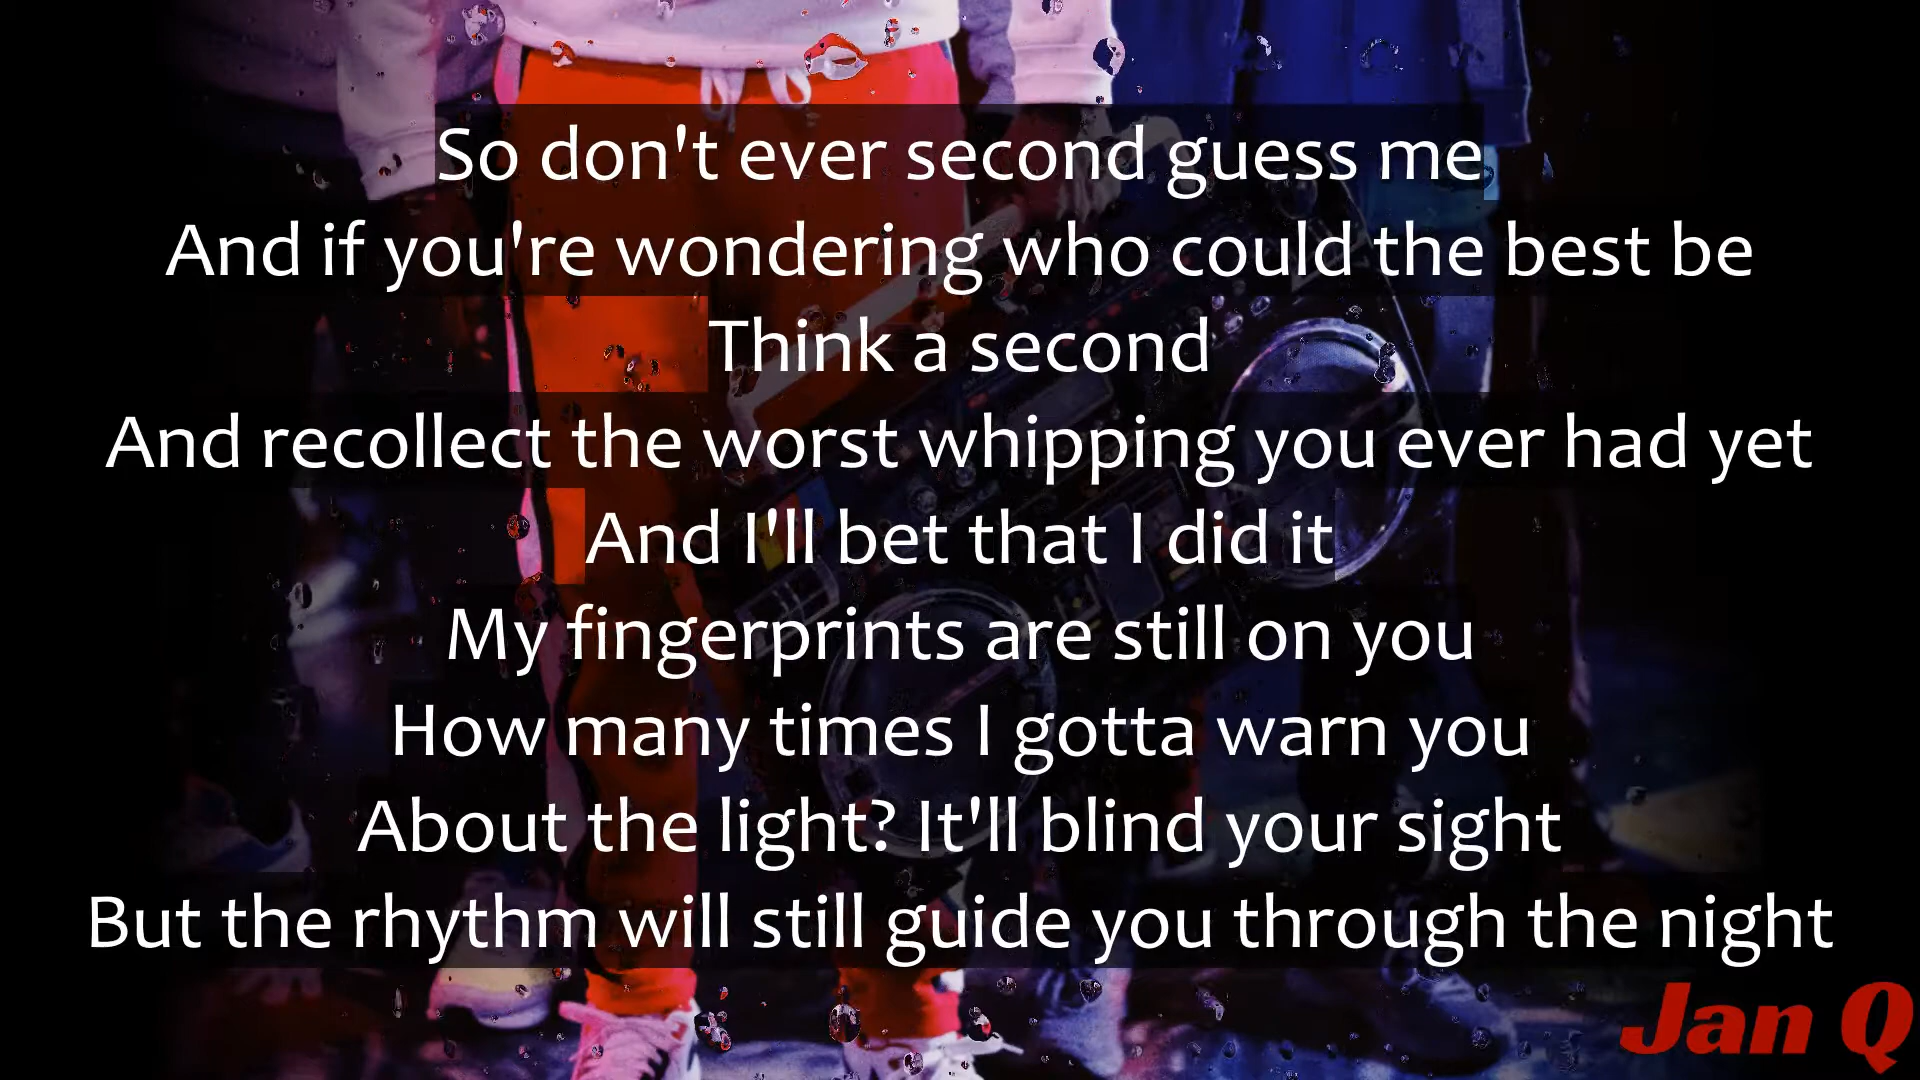 So don't ever second guess me
And if you're wondering who could the best be
Think a second
And recollect the worst whipping you ever had yet
And I'll bet that I did it
My fingerprints are still on you
How many times I gotta warn you
About the light? It'll blind your sight
But the rhythm will still guide you through the night
Jan Q